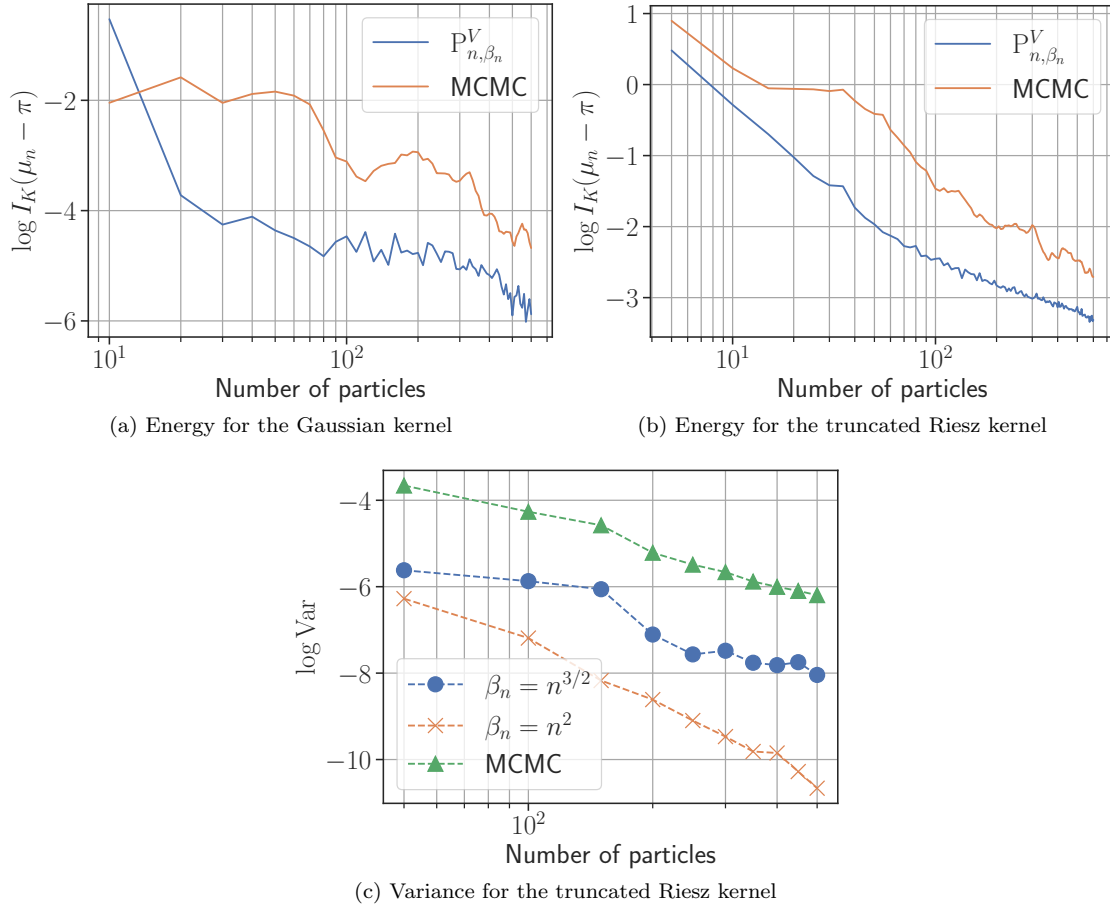 log I_K(μ_n − π)
−2
−4
−6
10^1
10^2
Number of particles
P^V_{n,β_n}
MCMC
(a) Energy for the Gaussian kernel
log I_K(μ_n − π)
1
0
−1
−2
−3
10^1
10^2
Number of particles
P^V_{n,β_n}
MCMC
(b) Energy for the truncated Riesz kernel
log Var
−4
−6
−8
−10
β_n = n^{3/2}
β_n = n^2
MCMC
10^2
Number of particles
(c) Variance for the truncated Riesz kernel